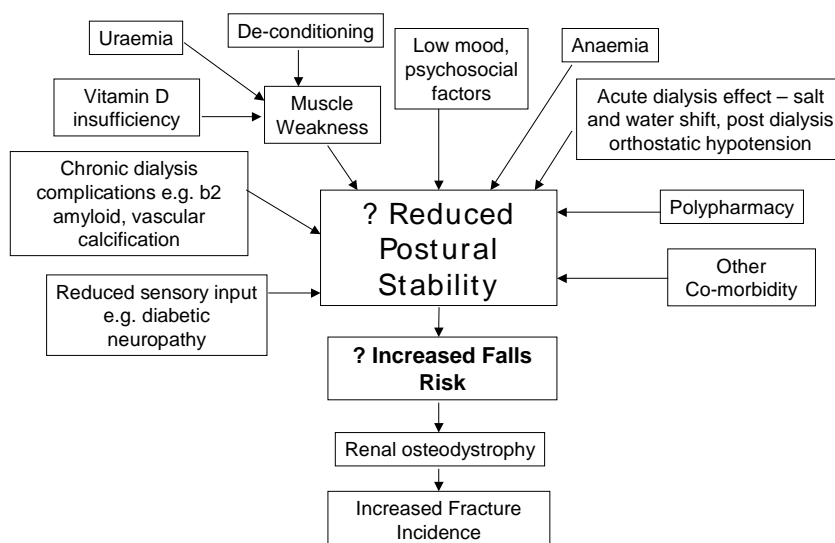 De-conditioning
Uraemia
Low mood,
psychosocial
factors
Anaemia
Vitamin D
insufficiency
Muscle
Weakness
Acute dialysis effect – salt
and water shift, post dialysis
orthostatic hypotension
Chronic dialysis
complications e.g. b2
amyloid, vascular
calcification
? Reduced
Postural
Stability
Polypharmacy
Other
Co-morbidity
Reduced sensory input
e.g. diabetic
neuropathy
? Increased Falls
Risk
Renal osteodystrophy
Increased Fracture
Incidence